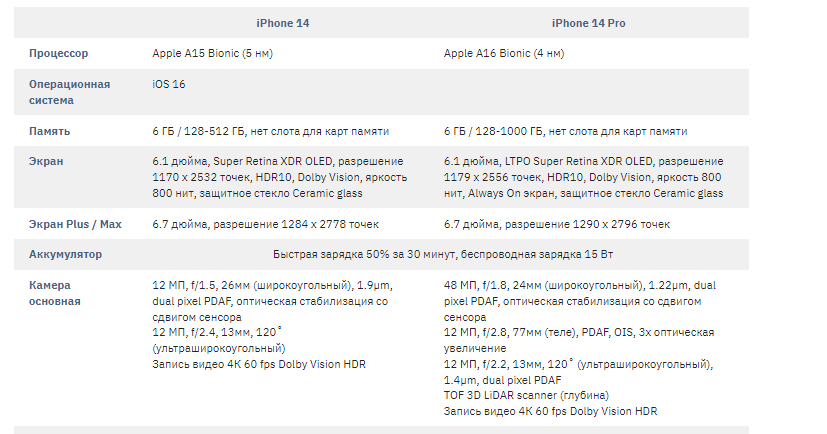 iPhone 14
iPhone 14 Pro
Процессор
Apple A15 Bionic (5 нм)
Apple A16 Bionic (4 нм)
Операционная
система
iOS 16
Память
6 ГБ / 128-512 ГБ, нет слота для карт памяти
6 ГБ / 128-1000 ГБ, нет слота для карт памяти
Экран
6.1 дюйма, Super Retina XDR OLED, разрешение
1170 x 2532 точек, HDR10, Dolby Vision, яркость
800 нит, защитное стекло Ceramic glass
6.1 дюйма, LTPO Super Retina XDR OLED, разрешение
1179 x 2556 точек, HDR10, Dolby Vision, яркость 800
нит, Always On экран, защитное стекло Ceramic glass
Экран Plus / Max
6.7 дюйма, разрешение 1284 x 2778 точек
6.7 дюйма, разрешение 1290 x 2796 точек
Аккумулятор
Быстрая зарядка 50% за 30 минут, беспроводная зарядка 15 Вт
Камера
основная
12 МП, f/1.5, 26мм (широкоугольный), 1.9µm,
dual pixel PDAF, оптическая стабилизация со
сдвигом сенсора
12 МП, f/2.4, 13мм, 120˚
(ультраширокоугольный)
Запись видео 4К 60 fps Dolby Vision HDR
48 МП, f/1.8, 24мм (широкоугольный), 1.22µm, dual
pixel PDAF, оптическая стабилизация со сдвигом
сенсора
12 МП, f/2.8, 77мм (теле), PDAF, OIS, 3x оптическая
увеличение
12 МП, f/2.2, 13мм, 120˚ (ультраширокоугольный),
1.4µm, dual pixel PDAF
TOF 3D LiDAR scanner (глубина)
Запись видео 4К 60 fps Dolby Vision HDR